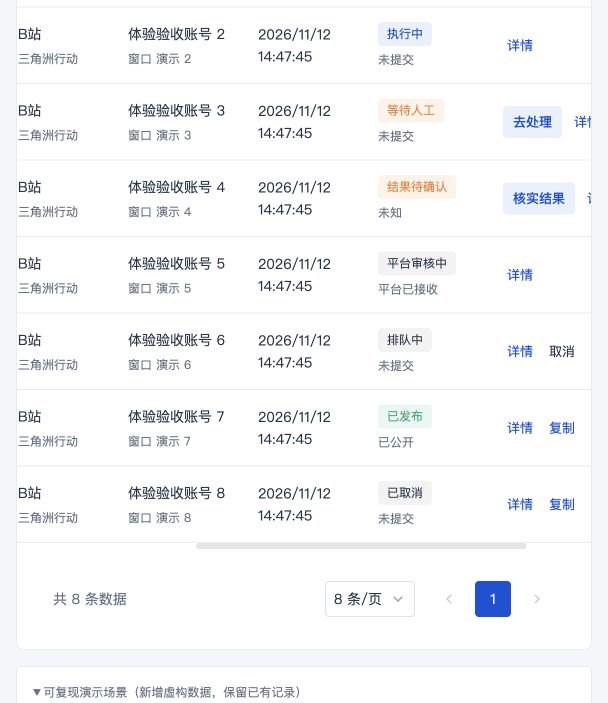 B站 体验验收账号 2 2026/11/12 执行中 详情
三角洲行动 窗口 演示 2 14:47:45 未提交
B站 体验验收账号 3 2026/11/12 等待人工 去处理
三角洲行动 窗口 演示 3 14:47:45 未提交
B站 体验验收账号 4 2026/11/12 结果待确认 核实结果
三角洲行动 窗口 演示 4 14:47:45 未知
B站 体验验收账号 5 2026/11/12 平台审核中 详情
三角洲行动 窗口 演示 5 14:47:45 平台已接收
B站 体验验收账号 6 2026/11/12 排队中 详情 取消
三角洲行动 窗口 演示 6 14:47:45 未提交
B站 体验验收账号 7 2026/11/12 已发布 详情 复制
三角洲行动 窗口 演示 7 14:47:45 已公开
B站 体验验收账号 8 2026/11/12 已取消 详情 复制
三角洲行动 窗口 演示 8 14:47:45 未提交
共 8 条数据 8 条/页 1
▼可复现演示场景（新增虚构数据，保留已有记录）